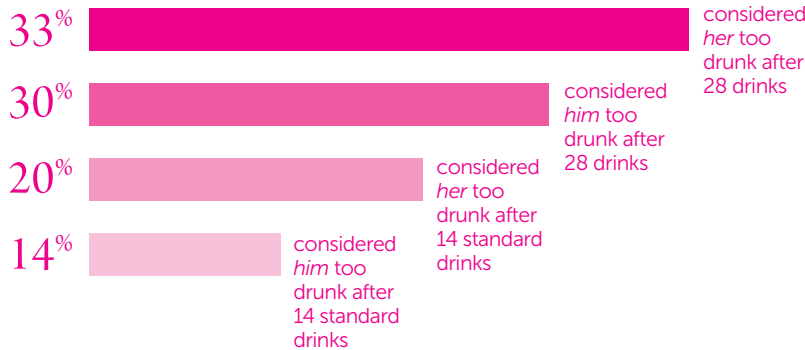 33%
considered
her too
drunk after
28 drinks
30%
considered
him too
drunk after
28 drinks
20%
considered
her too
drunk after
14 standard
drinks
14%
considered
him too
drunk after
14 standard
drinks